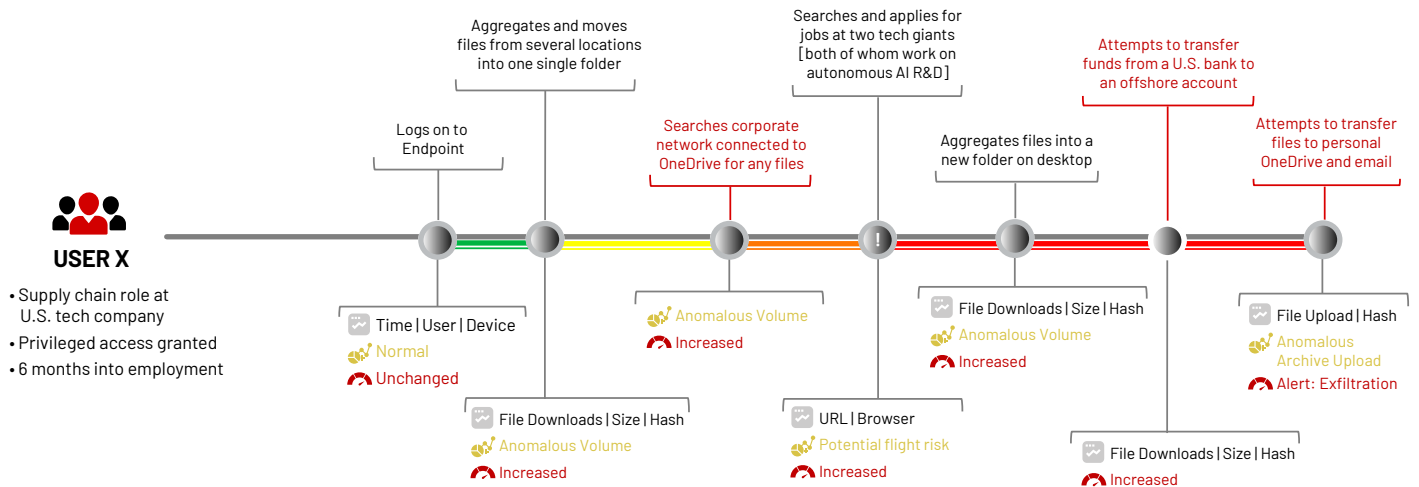 USER X
• Supply chain role at
U.S. tech company
• Privileged access granted
• 6 months into employment
Logs on to
Endpoint
Time | User | Device
Normal
Unchanged
Aggregates and moves
files from several locations
into one single folder
File Downloads | Size | Hash
Anomalous Volume
Increased
Searches corporate
network connected to
OneDrive for any files
Anomalous Volume
Increased
Searches and applies for
jobs at two tech giants
[both of whom work on
autonomous AI R&D]
!
URL | Browser
Potential flight risk
Increased
Aggregates files into a
new folder on desktop
File Downloads | Size | Hash
Anomalous Volume
Increased
Attempts to transfer
funds from a U.S. bank to
an offshore account
File Downloads | Size | Hash
Increased
Attempts to transfer
files to personal
OneDrive and email
File Upload | Hash
Anomalous
Archive Upload
Alert: Exfiltration